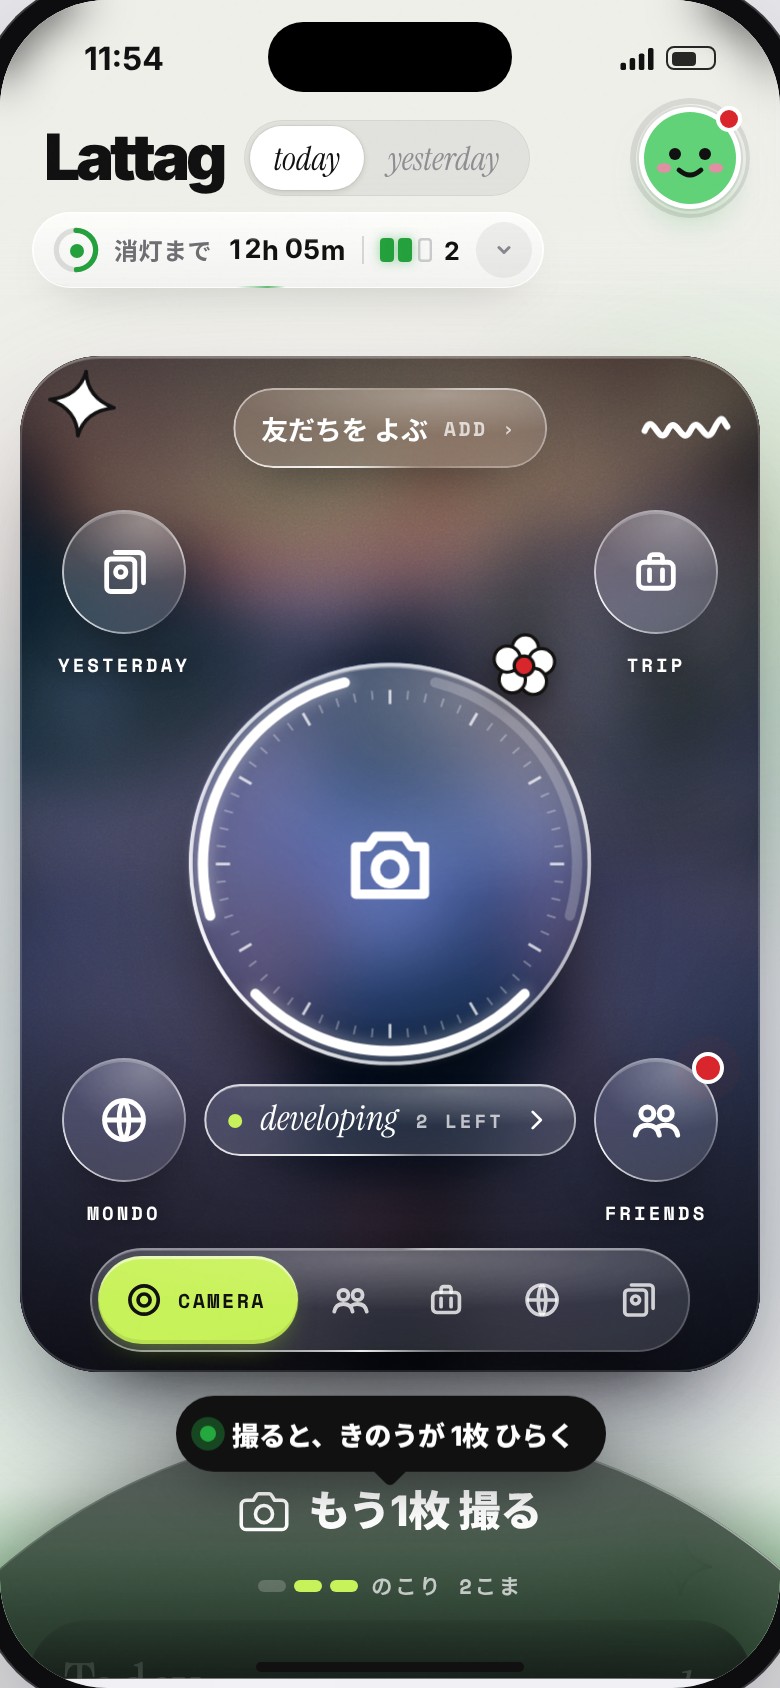 11:54
Lattag today yesterday
消灯まで 12h 05m 2
友だちを よぶ ADD ›
YESTERDAY
TRIP
developing 2 LEFT
MONDO
FRIENDS
CAMERA
撮ると、きのうが 1枚 ひらく
もう1枚 撮る
のこり 2こま